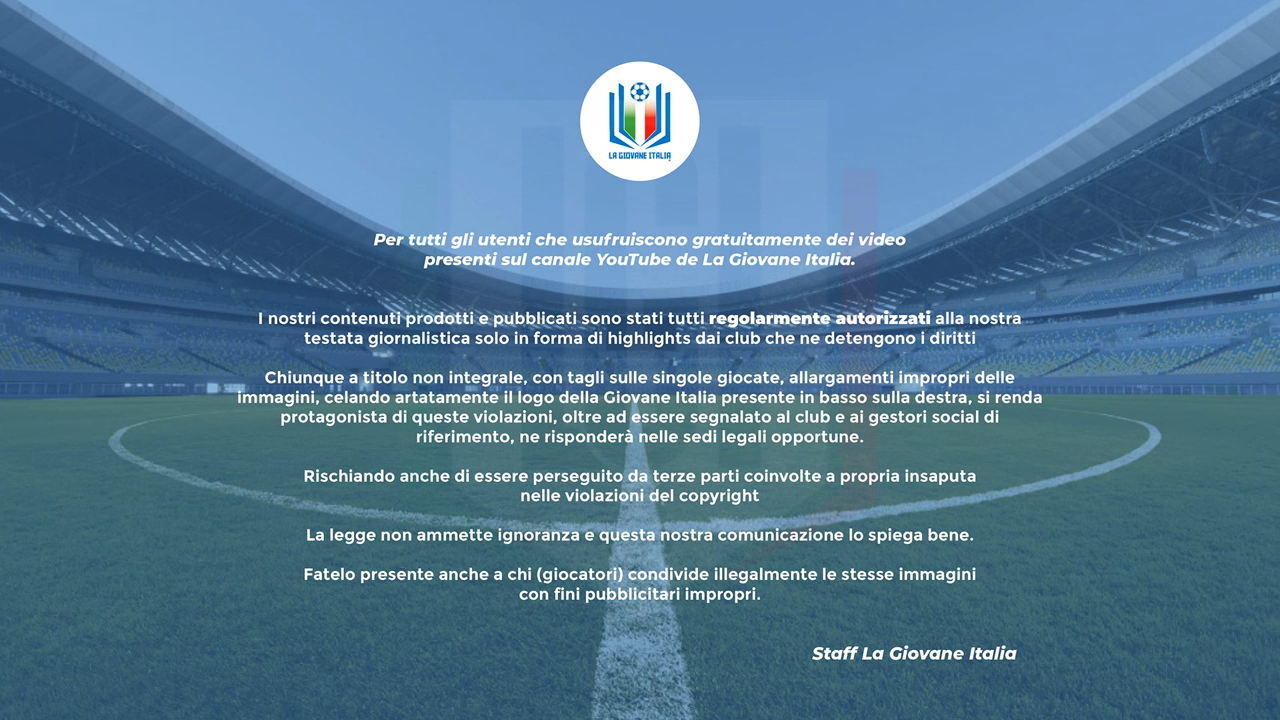 LA GIOVANE ITALIA
Per tutti gli utenti che usufruiscono gratuitamente dei video
presenti sul canale YouTube de La Giovane Italia.
I nostri contenuti prodotti e pubblicati sono stati tutti regolarmente autorizzati alla nostra
testata giornalistica solo in forma di highlights dai club che ne detengono i diritti
Chiunque a titolo non integrale, con tagli sulle singole giocate, allargamenti impropri delle
immagini, celando artatamente il logo della Giovane Italia presente in basso sulla destra, si renda
protagonista di queste violazioni, oltre ad essere segnalato al club e ai gestori social di
riferimento, ne risponderà nelle sedi legali opportune.
Rischiando anche di essere perseguito da terze parti coinvolte a propria insaputa
nelle violazioni del copyright
La legge non ammette ignoranza e questa nostra comunicazione lo spiega bene.
Fatelo presente anche a chi (giocatori) condivide illegalmente le stesse immagini
con fini pubblicitari impropri.
Staff La Giovane Italia